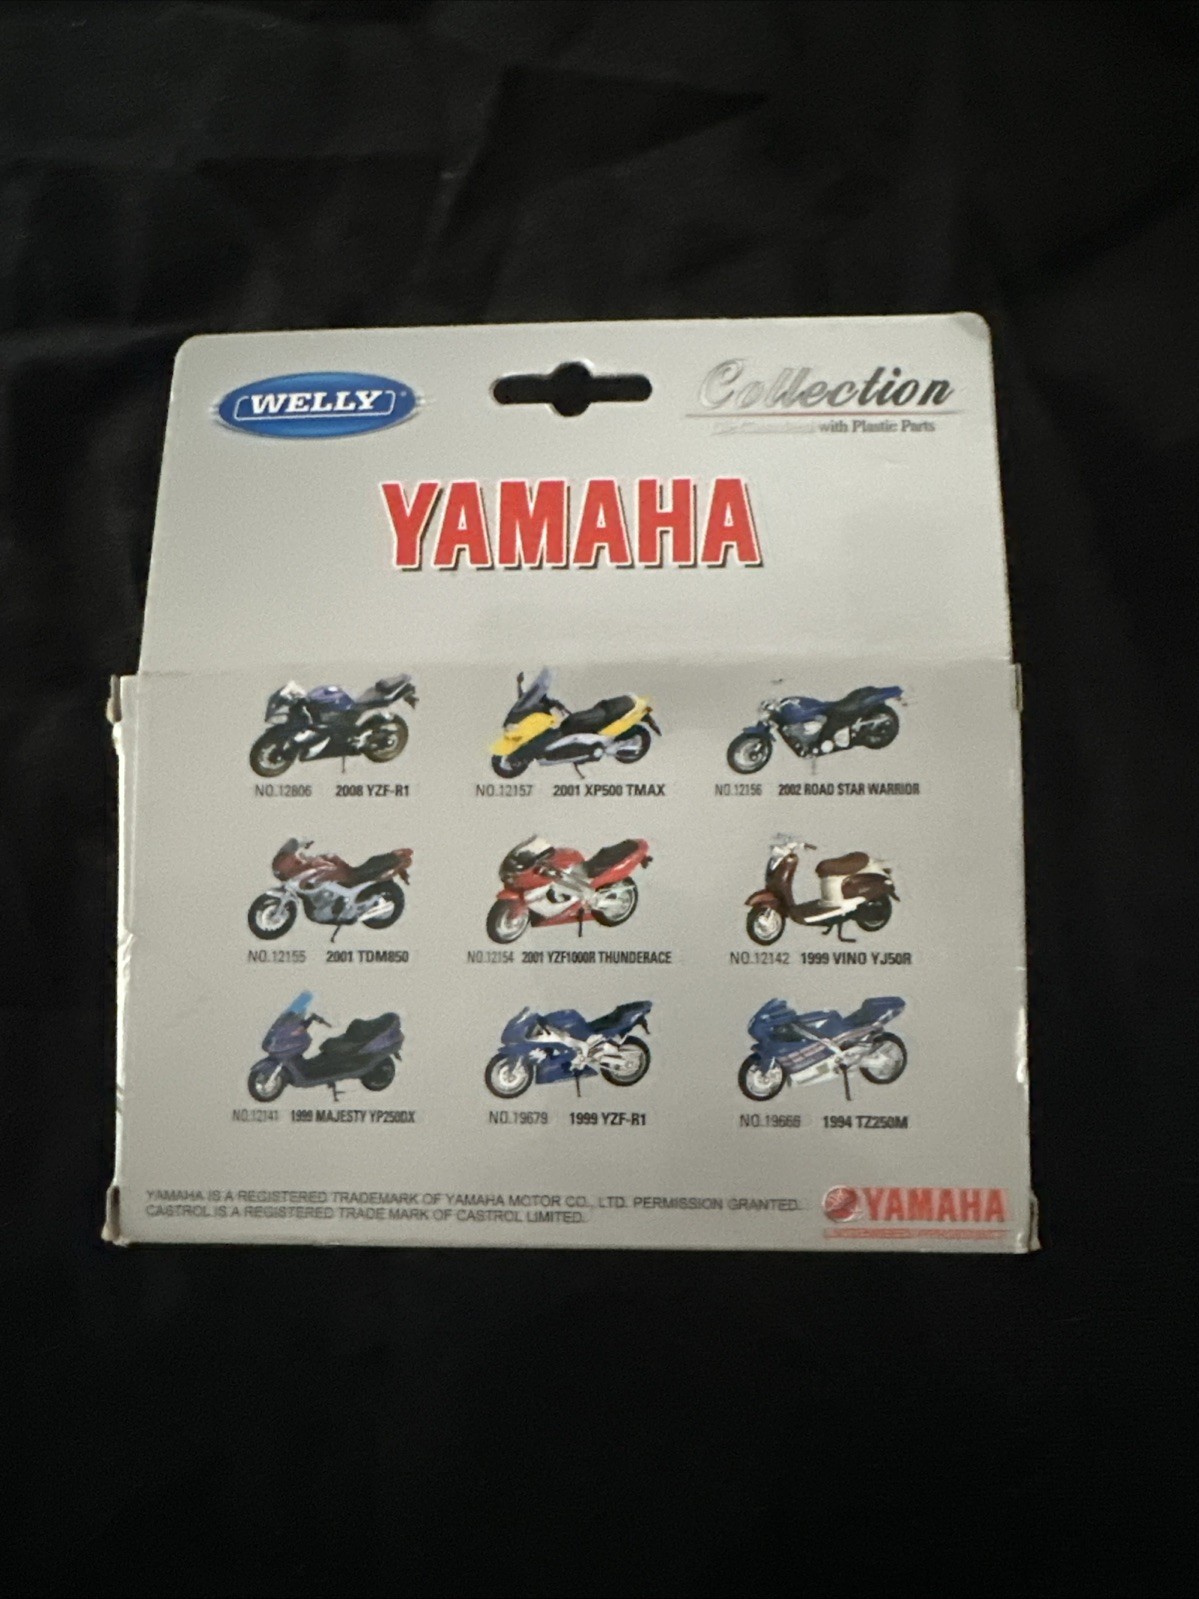 WELLY
Collection
with Plastic Parts
YAMAHA
NO.12806 2008 YZF-R1
NO.12157 2001 XP500 TMAX
NO.12156 2002 ROAD STAR WARRIOR
NO.12155 2001 TDM850
NO.12154 2001 YZF1000R THUNDERACE
NO.12142 1999 VINO YJ50R
NO.12141 1999 MAJESTY YP250DX
NO.19679 1999 YZF-R1
NO.19666 1994 TZ250M
YAMAHA IS A REGISTERED TRADEMARK OF YAMAHA MOTOR CO., LTD. PERMISSION GRANTED.
CASTROL IS A REGISTERED TRADE MARK OF CASTROL LIMITED.
YAMAHA